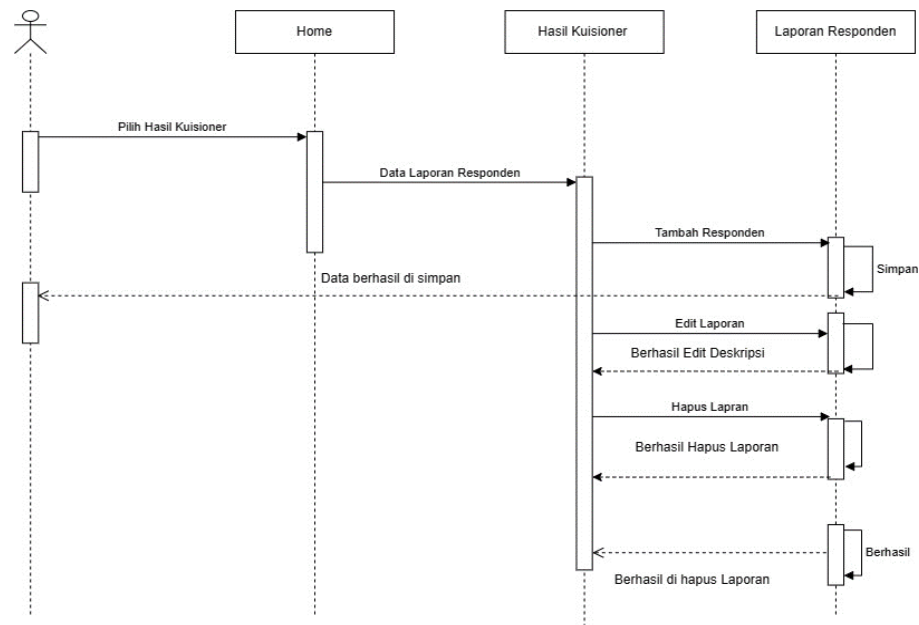 Home
Hasil Kuisioner
Laporan Responden
Pilih Hasil Kuisioner
Data Laporan Responden
Tambah Responden
Simpan
Data berhasil di simpan
Edit Laporan
Berhasil Edit Deskripsi
Hapus Lapran
Berhasil Hapus Laporan
Berhasil
Berhasil di hapus Laporan